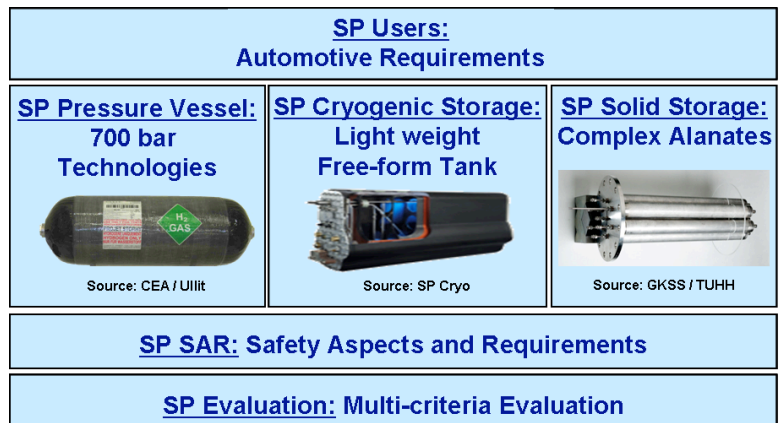 SP Users:
Automotive Requirements
SP Pressure Vessel:
700 bar
Technologies
H2
GAS
Source: CEA / Ullit
SP Cryogenic Storage:
Light weight
Free-form Tank
Source: SP Cryo
SP Solid Storage:
Complex Alanates
Source: GKSS / TUHH
SP SAR: Safety Aspects and Requirements
SP Evaluation: Multi-criteria Evaluation